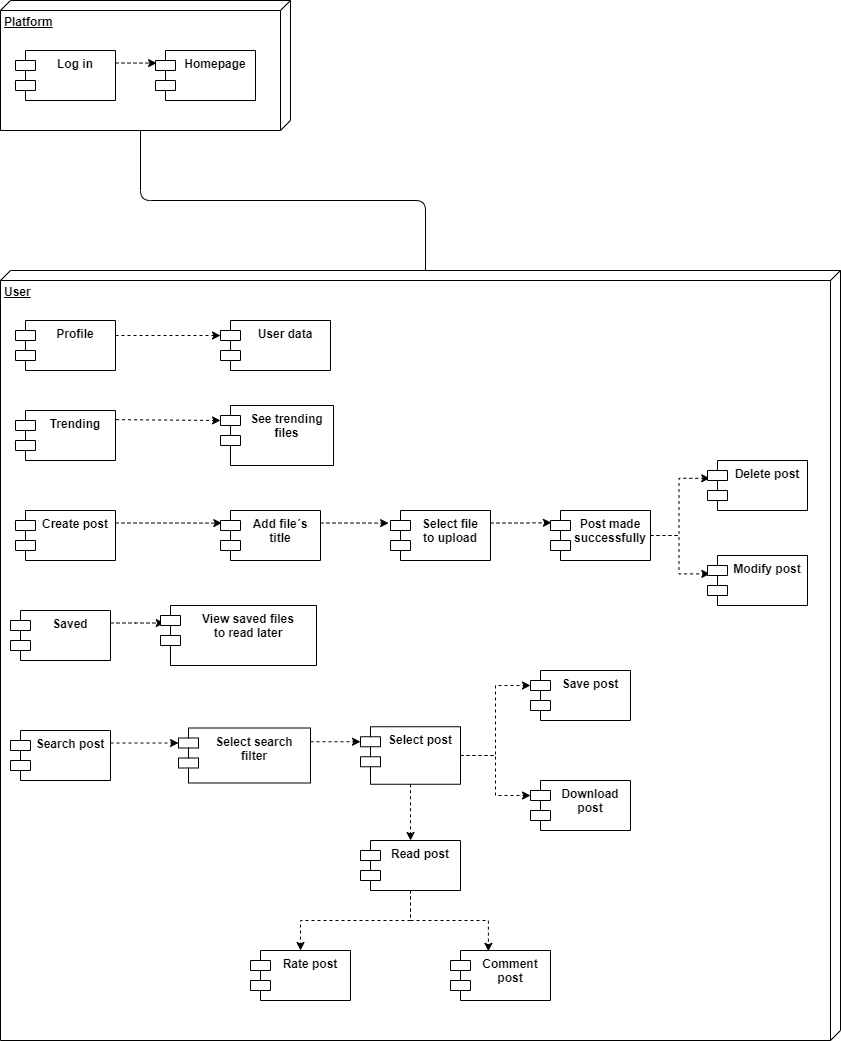 Platform
Log in
Homepage
User
Profile
User data
Trending
See trending
files
Create post
Add file´s
title
Select file
to upload
Post made
successfully
Delete post
Modify post
Saved
View saved files
to read later
Search post
Select search
filter
Select post
Save post
Download
post
Read post
Rate post
Comment
post